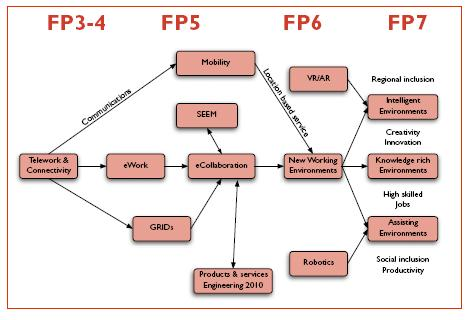 FP3-4 FP5 FP6 FP7
Mobility
VR/AR
Regional inclusion
Communications
Location based service
Intelligent
Environments
SEEM
Creativity
Innovation
Telework &
Connectivity
eWork
eCollaboration
New Working
Environments
Knowledge rich
Environments
High skilled
Jobs
GRIDs
Assisting
Environments
Robotics
Social inclusion
Productivity
Products & services
Engineering 2010